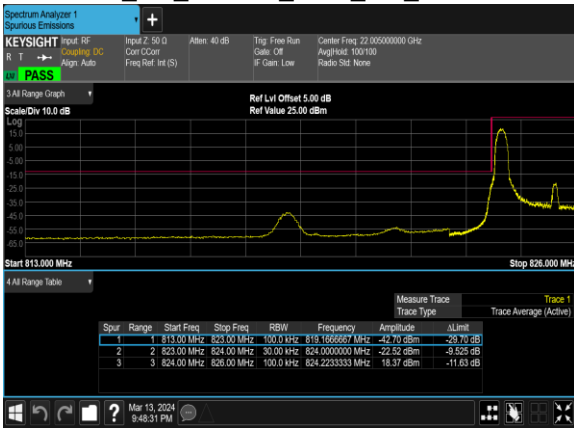 Spectrum Analyzer 1
Spurious Emissions
+
KEYSIGHT Input: RF Input Z: 50 Ω Atten: 40 dB Trig: Free Run Center Freq: 22.005000000 GHz
R T Coupling: DC Corr CCorr Gate: Off Avg|Hold: 100/100
Align: Auto Freq Ref: Int (S) IF Gain: Low Radio Std: None
PASS
3 All Range Graph
Ref Lvl Offset 5.00 dB
Scale/Div 10.0 dB Ref Value 25.00 dBm
Log
15.0
5.00
-5.00
-15.0
-25.0
-35.0
-45.0
-55.0
-65.0
Start 813.000 MHz Stop 826.000 MHz
4 All Range Table
Measure Trace Trace 1
Trace Type Trace Average (Active)
Spur Range Start Freq Stop Freq RBW Frequency Amplitude ΔLimit
1 1 813.00 MHz 823.00 MHz 100.0 kHz 819.1666667 MHz -42.70 dBm -29.70 dB
2 2 823.00 MHz 824.00 MHz 30.00 kHz 824.0000000 MHz -22.52 dBm -9.525 dB
3 3 824.00 MHz 826.00 MHz 100.0 kHz 824.2233333 MHz 18.37 dBm -11.63 dB
? Mar 13, 2024
9:48:31 PM